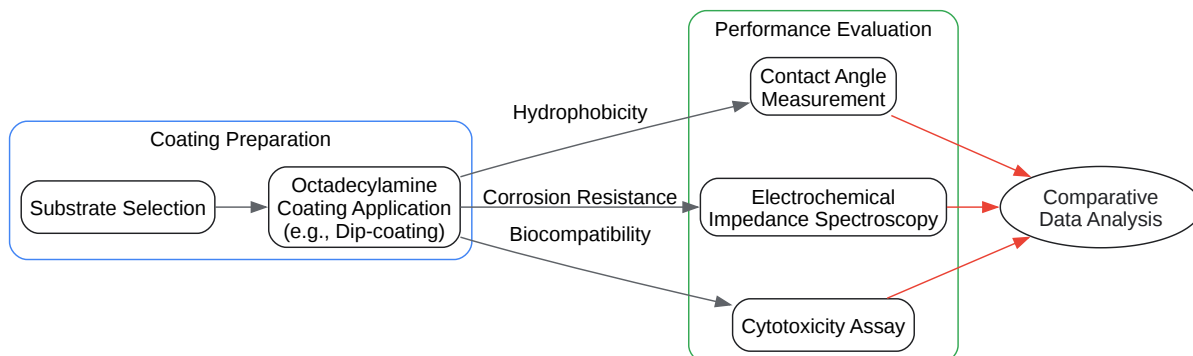 Coating Preparation
Substrate Selection
Octadecylamine
Coating Application
(e.g., Dip-coating)
Hydrophobicity
Corrosion Resistance
Biocompatibility
Performance Evaluation
Contact Angle
Measurement
Electrochemical
Impedance Spectroscopy
Cytotoxicity Assay
Comparative
Data Analysis